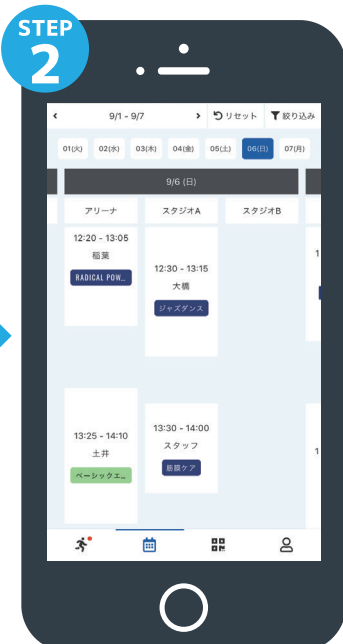 STEP
2
‹ 9/1 - 9/7 › リセット 絞り込み
01(火) 02(水) 03(木) 04(金) 05(土) 06(日) 07(月)
9/6 (日)
アリーナ スタジオA スタジオB
12:20 - 13:05
稲葉
RADICAL POW...
12:30 - 13:15
大橋
ジャズダンス
1
13:25 - 14:10
土井
ベーシックエ...
13:30 - 14:00
スタッフ
筋膜ケア
1